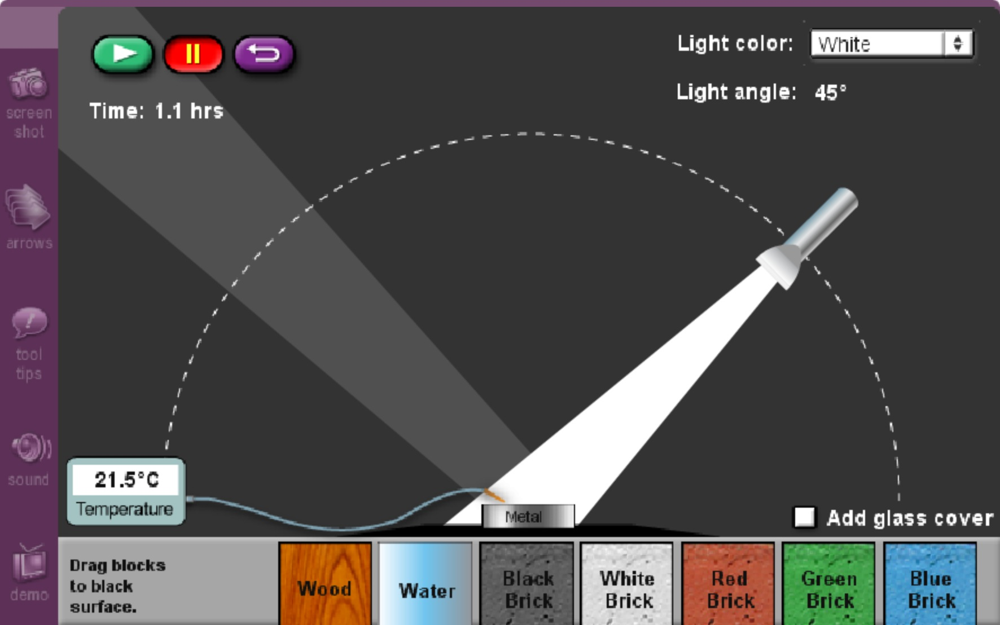 Light color: White
Light angle: 45°
Time: 1.1 hrs
screen
shot
arrows
tool
tips
sound
demo
21.5°C
Temperature
Metal
Add glass cover
Drag blocks
to black
surface.
Wood
Water
Black
Brick
White
Brick
Red
Brick
Green
Brick
Blue
Brick